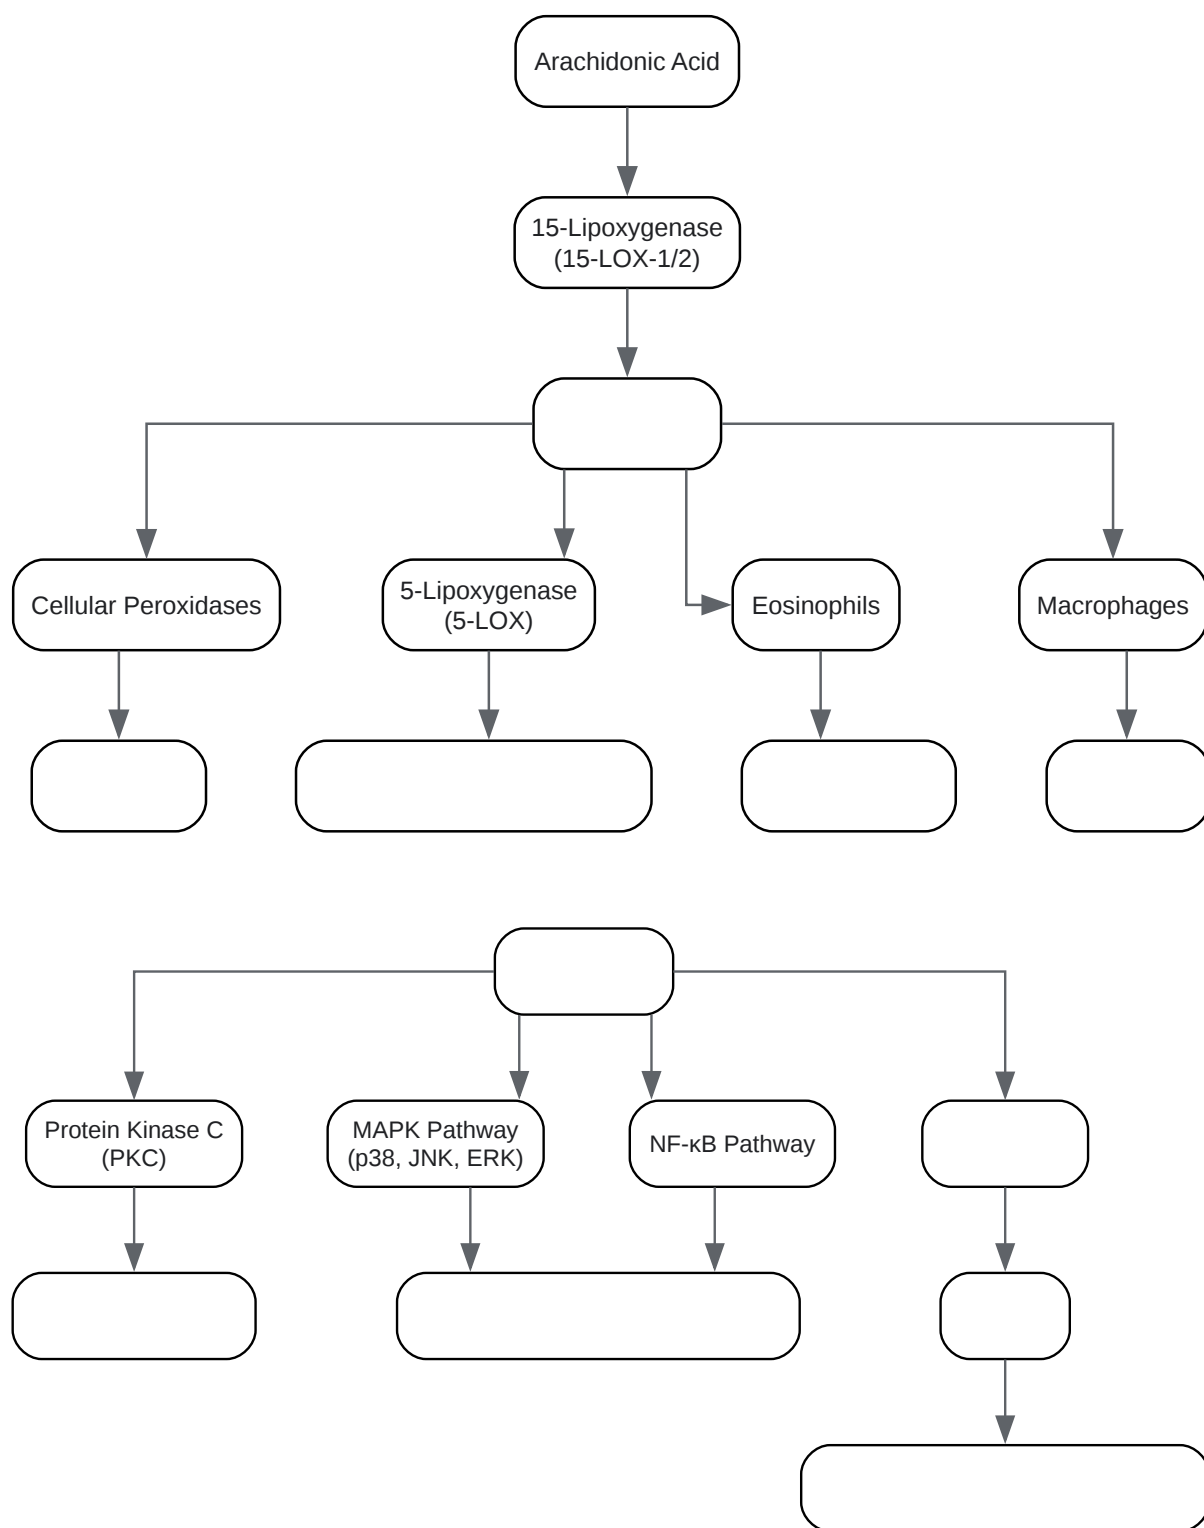 Arachidonic Acid
15-Lipoxygenase
(15-LOX-1/2)
Cellular Peroxidases
5-Lipoxygenase
(5-LOX)
Eosinophils
Macrophages
Protein Kinase C
(PKC)
MAPK Pathway
(p38, JNK, ERK)
NF-κB Pathway